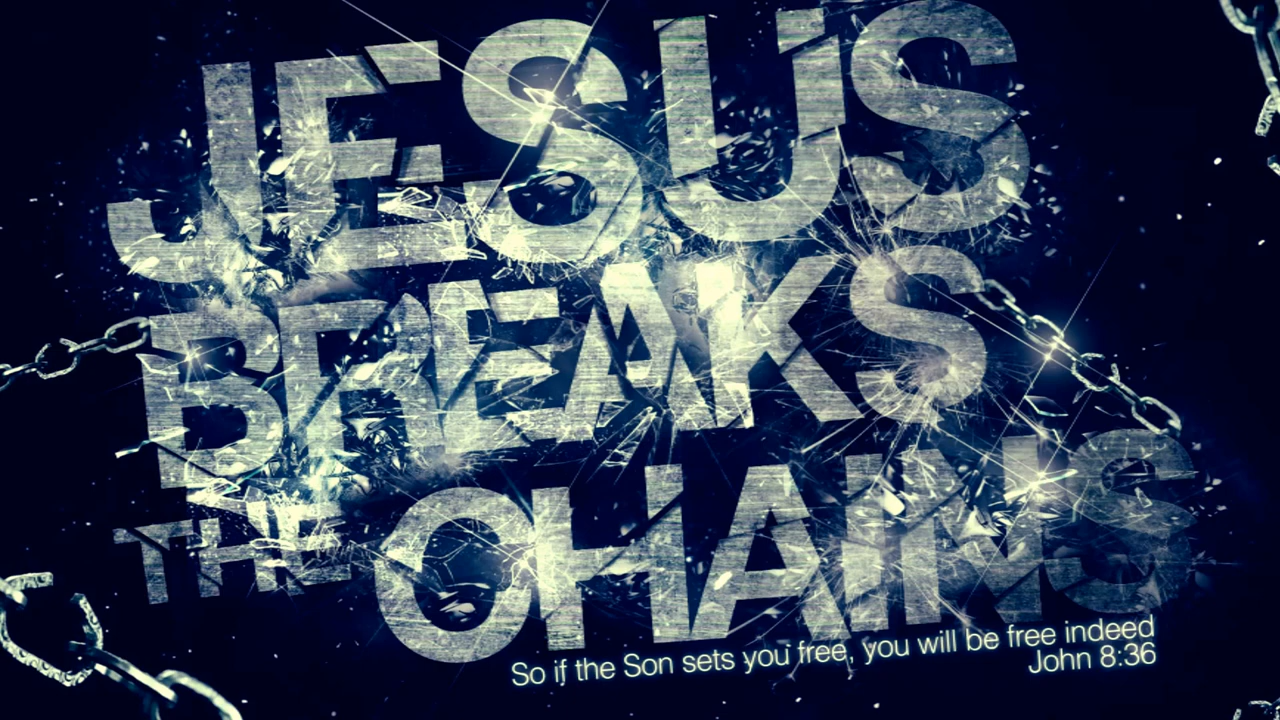 JESUS
BREAKS
THE CHAINS
So if the Son sets you free, you will be free indeed
John 8:36